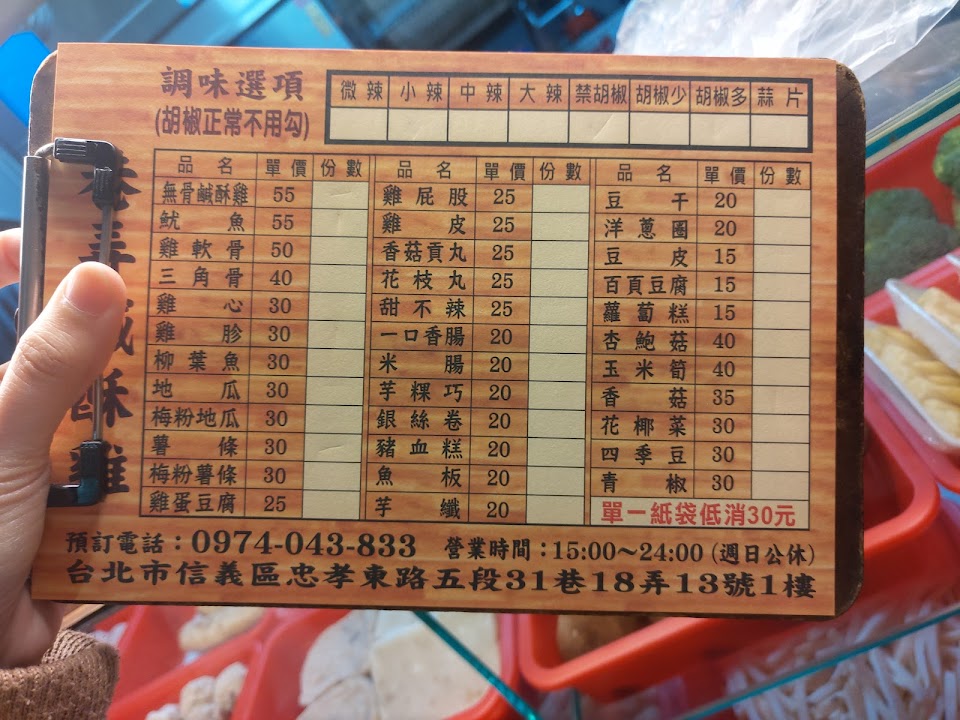 調味選項
(胡椒正常不用勾)
微辣 小辣 中辣 大辣 禁胡椒 胡椒少 胡椒多 蒜片
品名 單價 份數
無骨鹹酥雞 55
魷魚 55
雞軟骨 50
三角骨 40
雞心 30
雞胗 30
柳葉魚 30
地瓜 30
梅粉地瓜 30
薯條 30
梅粉薯條 30
雞蛋豆腐 25
品名 單價 份數
雞屁股 25
雞皮 25
香菇貢丸 25
花枝丸 25
甜不辣 25
一口香腸 20
米腸 20
芋粿巧 20
銀絲卷 20
豬血糕 20
魚板 20
芋纖 20
品名 單價 份數
豆干 20
洋蔥圈 20
豆皮 15
百頁豆腐 15
蘿蔔糕 15
杏鮑菇 40
玉米筍 40
香菇 35
花椰菜 30
四季豆 30
青椒 30
單一紙袋低消30元
預訂電話：0974-043-833 營業時間：15:00～24:00 (週日公休)
台北市信義區忠孝東路五段31巷18弄13號1樓